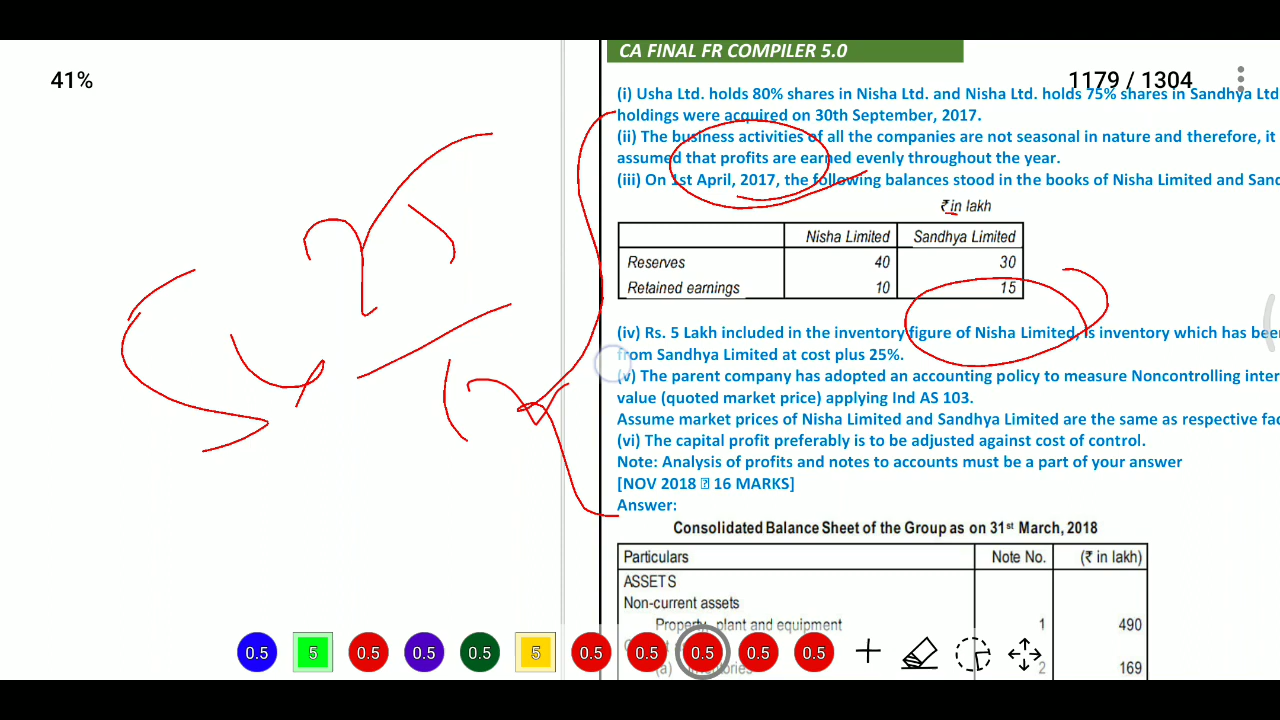 CA FINAL FR COMPILER 5.0
41%
1179 / 1304
(i) Usha Ltd. holds 80% shares in Nisha Ltd. and Nisha Ltd. holds 75% shares in Sandhya Ltd
holdings were acquired on 30th September, 2017.
(ii) The business activities of all the companies are not seasonal in nature and therefore, it
assumed that profits are earned evenly throughout the year.
(iii) On 1st April, 2017, the following balances stood in the books of Nisha Limited and Sand
₹ in lakh
Nisha Limited Sandhya Limited
Reserves 40 30
Retained earnings 10 15
(iv) Rs. 5 Lakh included in the inventory figure of Nisha Limited, is inventory which has been
from Sandhya Limited at cost plus 25%.
(v) The parent company has adopted an accounting policy to measure Noncontrolling inter
value (quoted market price) applying Ind AS 103.
Assume market prices of Nisha Limited and Sandhya Limited are the same as respective fac
(vi) The capital profit preferably is to be adjusted against cost of control.
Note: Analysis of profits and notes to accounts must be a part of your answer
[NOV 2018 16 MARKS]
Answer:
Consolidated Balance Sheet of the Group as on 31st March, 2018
Particulars Note No. (₹ in lakh)
ASSETS
Non-current assets
Property, plant and equipment 1 490
(a) Inventories 2 169
0.5 5 0.5 0.5 0.5 5 0.5 0.5 0.5 0.5 0.5